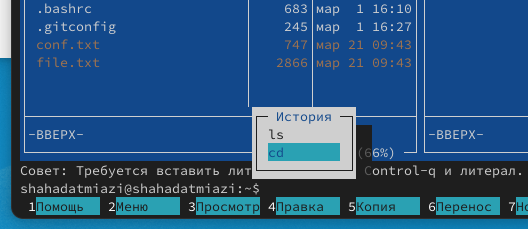 .bashrc 683 мар 1 16:10
.gitconfig 245 мар 1 16:27
conf.txt 747 мар 21 09:43
file.txt 2866 мар 21 09:43
-ВВЕРХ- -ВВЕРХ-
История
ls
cd
(66%)
Совет: Требуется вставить лит Control-q и литерал.
shahadatmiazi@shahadatmiazi:~$
1Помощь 2Меню 3Просмотр 4Правка 5Копия 6Перенос 7Но